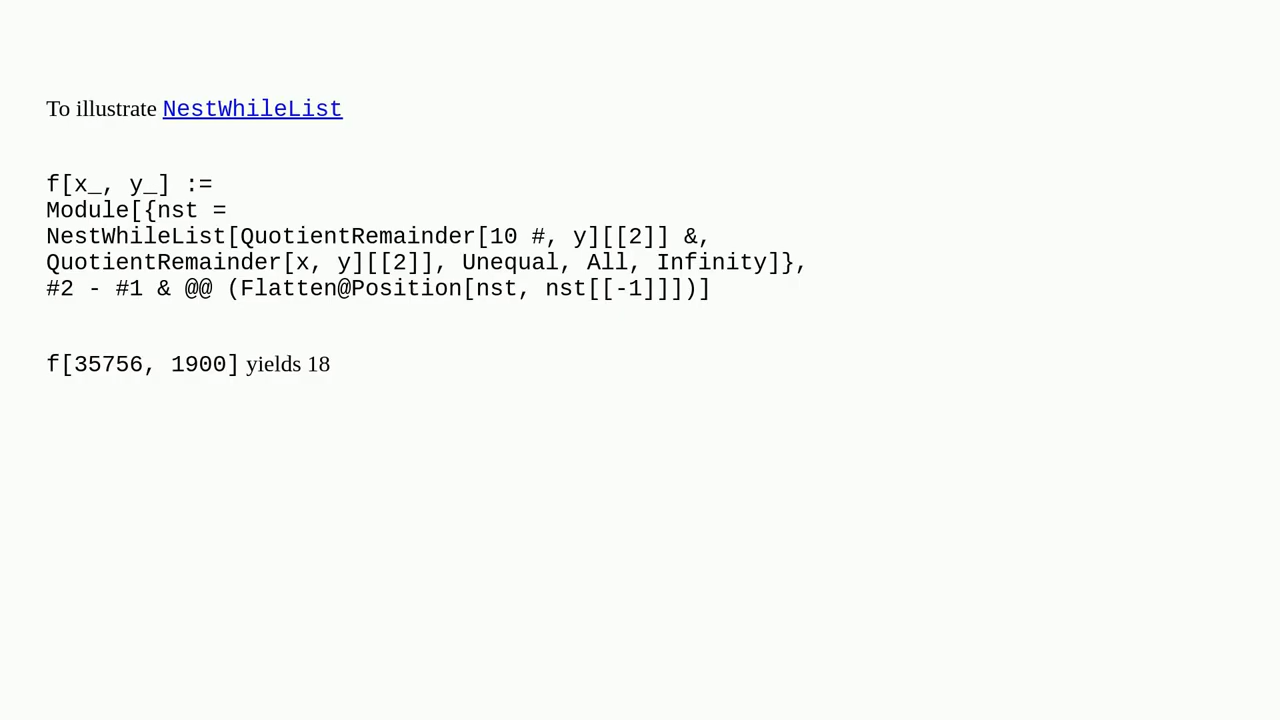 To illustrate NestWhileList
f[x_, y_] :=
Module[{nst =
NestWhileList[QuotientRemainder[10 #, y][[2]] &,
QuotientRemainder[x, y][[2]], Unequal, All, Infinity]},
#2 - #1 & @@ (Flatten@Position[nst, nst[[-1]]])]
f[35756, 1900] yields 18